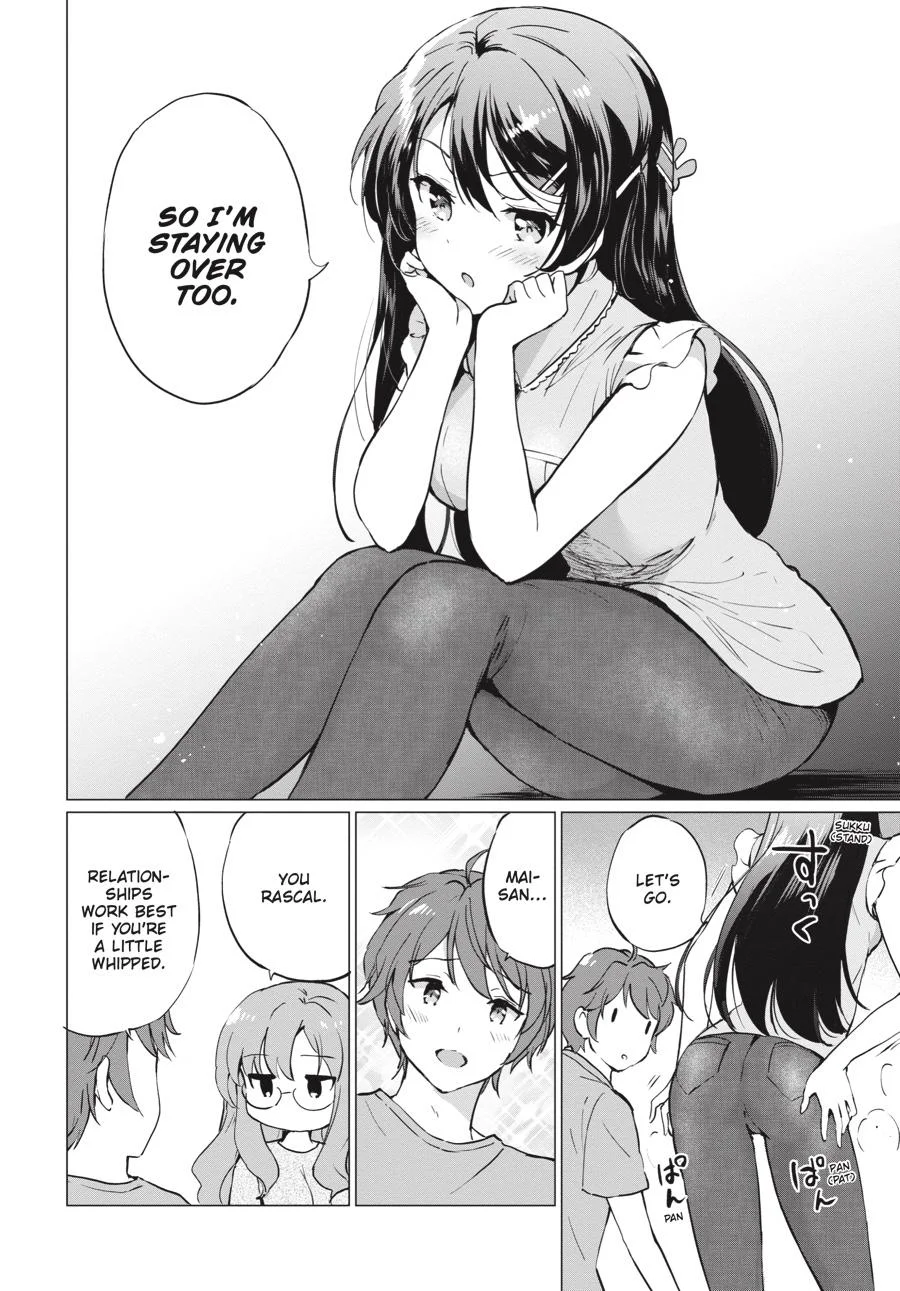 SO I'M
STAYING
OVER
TOO.
SUKKU
(STAND)
すっく
LET'S
GO.
PAN
(PAT)
ぱん
ぱん
PAN
MAI-
SAN...
YOU
RASCAL.
RELATION-
SHIPS
WORK BEST
IF YOU'RE
A LITTLE
WHIPPED.